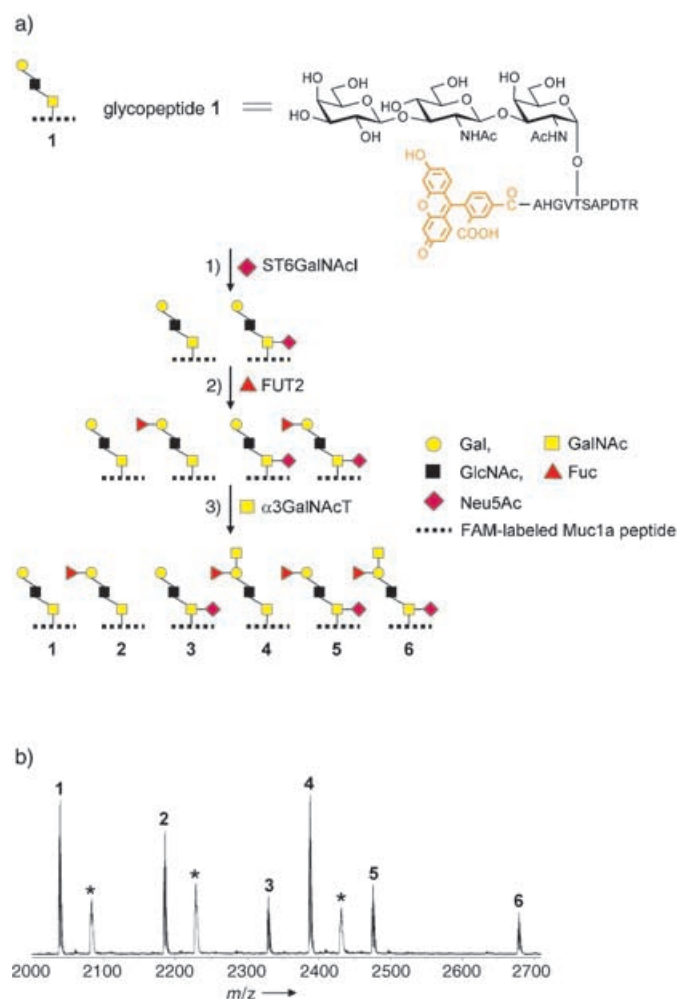 a)
1
glycopeptide 1
HO OH
HO
HO
OH
O
O
HO
HO
O
O
NHAc
HO OH
O
O
AcHN
O
HO
O
O
COOH
O
C
AHGVTSAPDTR
1) ST6GalNAcI
2) FUT2
3) α3GalNAcT
Gal, GalNAc
GlcNAc, Fuc
Neu5Ac
FAM-labeled Muc1a peptide
1 2 3 4 5 6
b)
1 * 2 * 3 4 * 5 6
2000 2100 2200 2300 2400 2500 2600 2700
m/z